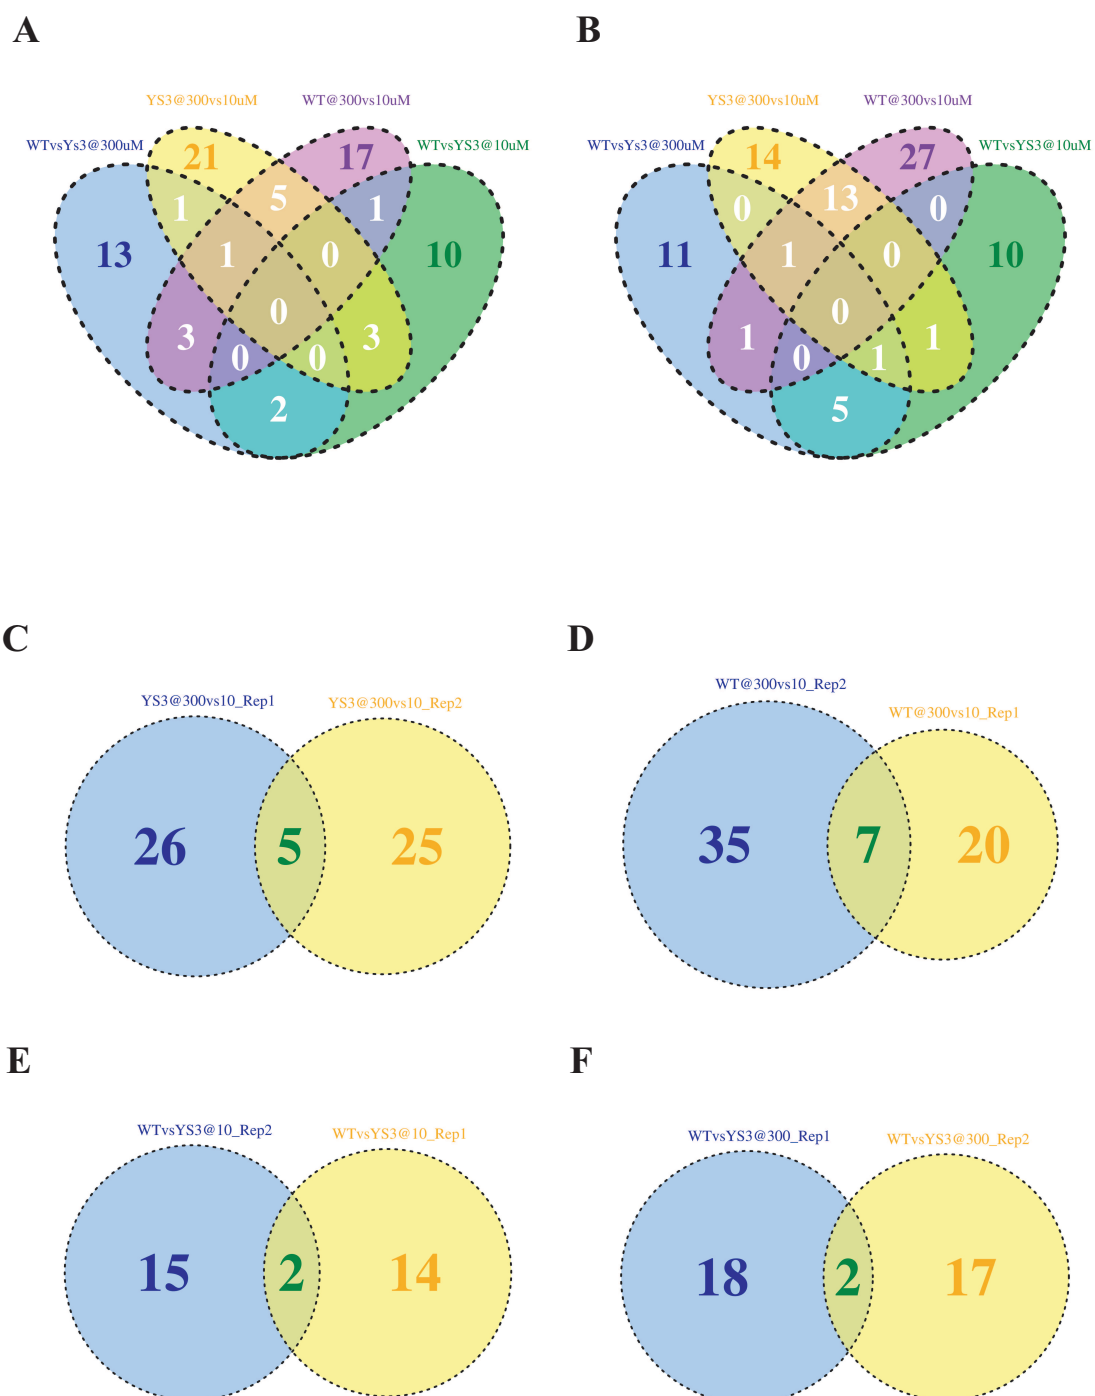 A
B
YS3@300vs10uM
WT@300vs10uM
YS3@300vs10uM
WT@300vs10uM
WTvsYs3@300uM
WTvsYS3@10uM
WTvsYs3@300uM
WTvsYS3@10uM
21
17
14
27
1
5
1
0
13
0
13
1
0
10
11
1
0
10
0
0
3
0
0
3
1
0
1
1
2
5
C
D
YS3@300vs10_Rep1
YS3@300vs10_Rep2
WT@300vs10_Rep2
WT@300vs10_Rep1
26
5
25
35
7
20
E
F
WTvsYS3@10_Rep2
WTvsYS3@10_Rep1
WTvsYS3@300_Rep1
WTvsYS3@300_Rep2
15
2
14
18
2
17